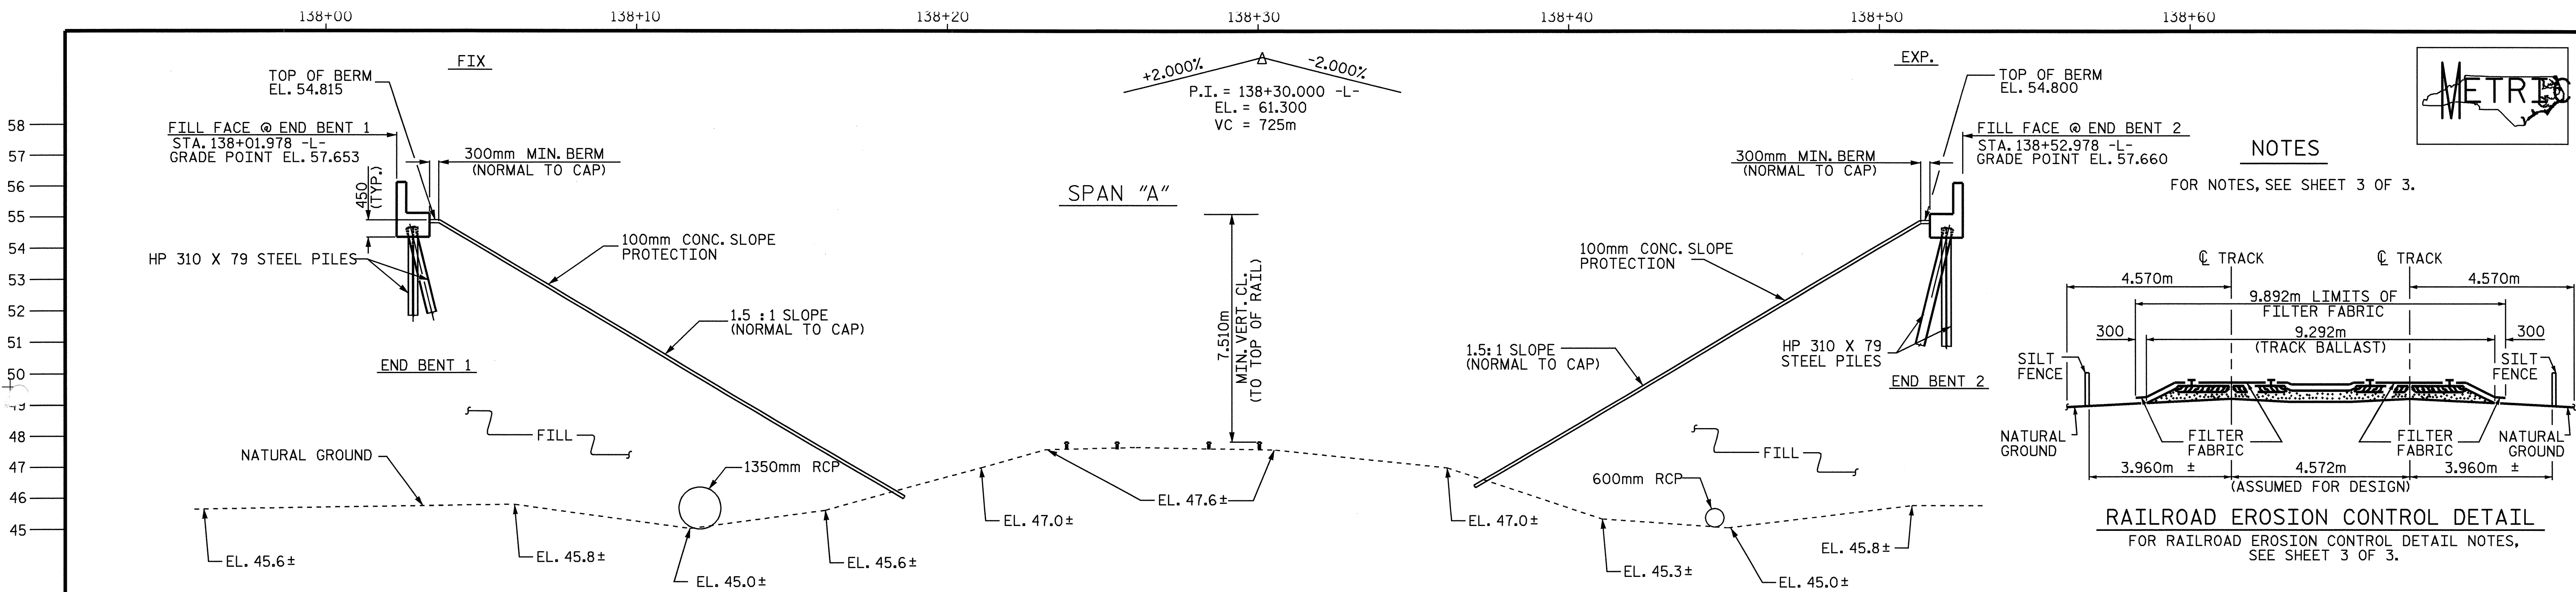 138+00 138+10 138+20 138+30 138+40 138+50 138+60
FIX
TOP OF BERM
EL. 54.815
FILL FACE @ END BENT 1
STA. 138+01.978 -L-
GRADE POINT EL. 57.653
300mm MIN. BERM
(NORMAL TO CAP)
450
(TYP.)
HP 310 X 79 STEEL PILES
100mm CONC. SLOPE
PROTECTION
1.5 : 1 SLOPE
(NORMAL TO CAP)
END BENT 1
FILL
NATURAL GROUND
1350mm RCP
EL. 45.6±
EL. 45.8±
EL. 45.0±
EL. 45.6±
58
57
56
55
54
53
52
51
50
49
48
47
46
45
+2.000%
-2.000%
P.I. = 138+30.000 -L-
EL. = 61.300
VC = 725m
SPAN "A"
7.510m
MIN. VERT. CL.
(TO TOP OF RAIL)
EL. 47.0±
EL. 47.6±
EL. 47.0±
EXP.
TOP OF BERM
EL. 54.800
FILL FACE @ END BENT 2
STA. 138+52.978 -L-
GRADE POINT EL. 57.660
300mm MIN. BERM
(NORMAL TO CAP)
100mm CONC. SLOPE
PROTECTION
1.5: 1 SLOPE
(NORMAL TO CAP)
HP 310 X 79
STEEL PILES
END BENT 2
FILL
600mm RCP
EL. 45.3±
EL. 45.0±
EL. 45.8±
METRIC
NOTES
FOR NOTES, SEE SHEET 3 OF 3.
℄ TRACK
℄ TRACK
4.570m
4.570m
9.892m LIMITS OF
FILTER FABRIC
300
9.292m
300
(TRACK BALLAST)
SILT
FENCE
SILT
FENCE
NATURAL
GROUND
FILTER
FABRIC
FILTER
FABRIC
NATURAL
GROUND
3.960m ±
4.572m
3.960m ±
(ASSUMED FOR DESIGN)
RAILROAD EROSION CONTROL DETAIL
FOR RAILROAD EROSION CONTROL DETAIL NOTES,
SEE SHEET 3 OF 3.